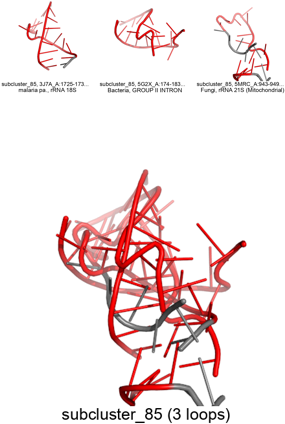 subcluster_85, 3J7A_A:1725-173...
malaria pa., rRNA 18S
subcluster_85, 5G2X_A:174-183...
Bacteria, GROUP II INTRON
subcluster_85, 5MRC_A:943-949...
Fungi, rRNA 21S (Mitochondrial)
subcluster_85 (3 loops)